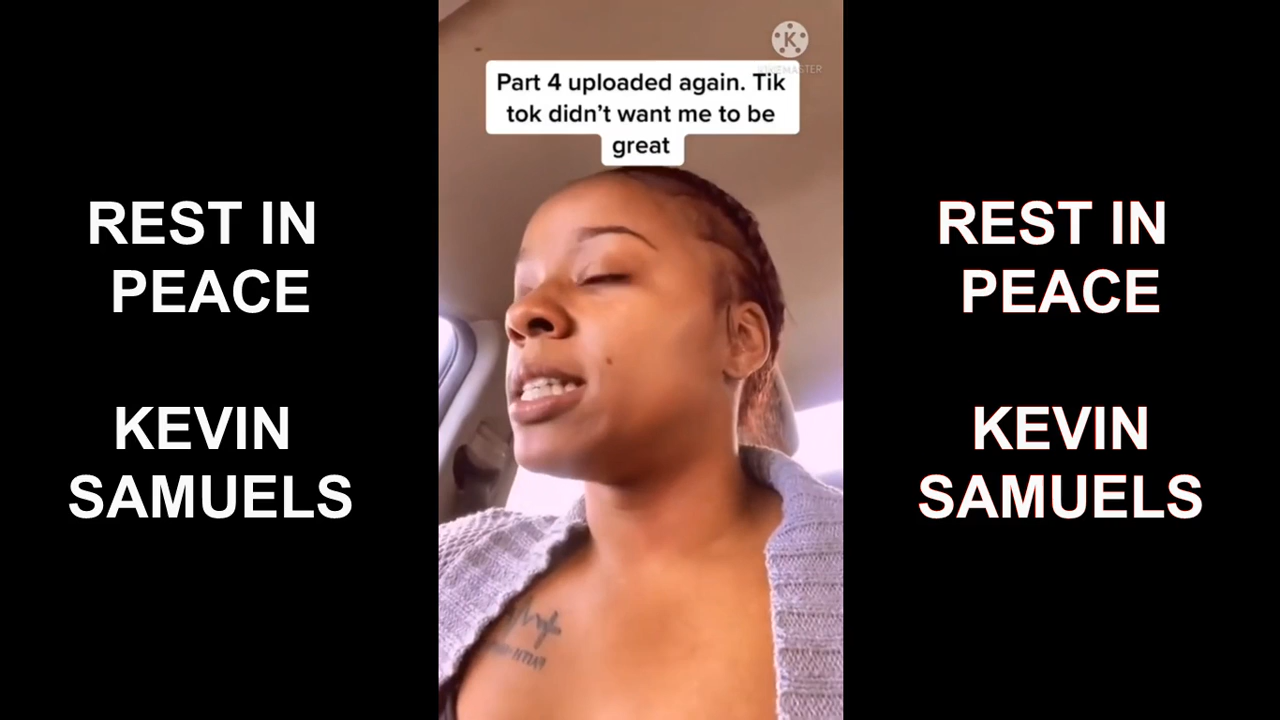 K
KINEMASTER
Part 4 uploaded again. Tik
tok didn’t want me to be
great
REST IN
PEACE
KEVIN
SAMUELS
REST IN
PEACE
KEVIN
SAMUELS